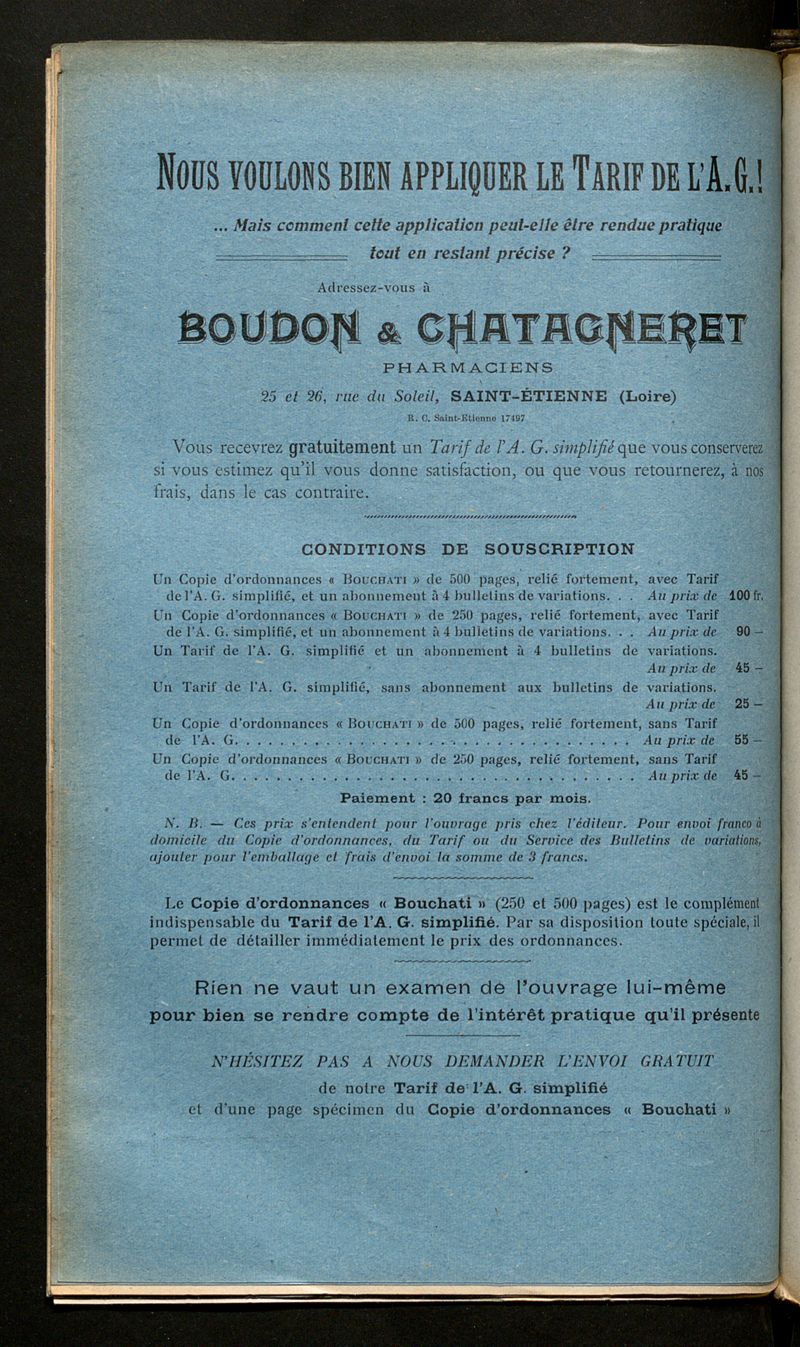 NOUS VOULONS BIEN APPLIQUER LE TARIF DE L'A.G.!
... Mais comment cette application peut-elle être rendue pratique
tout en restant précise ?
Adressez-vous à
BOUDON & CHATAGNERET
PHARMACIENS
25 et 26, rue du Soleil, SAINT-ÉTIENNE (Loire)
R. C. Saint-Etienne 17497
Vous recevrez gratuitement un Tarif de l'A. G. simplifié que vous conserverez
si vous estimez qu'il vous donne satisfaction, ou que vous retournerez, à nos
frais, dans le cas contraire.
CONDITIONS DE SOUSCRIPTION
Un Copie d'ordonnances « BOUCHATI » de 500 pages, relié fortement, avec Tarif
de l'A. G. simplifié, et un abonnement à 4 bulletins de variations. . . Au prix de 100 fr.
Un Copie d'ordonnances « BOUCHATI » de 250 pages, relié fortement, avec Tarif
de l'A. G. simplifié, et un abonnement à 4 bulletins de variations. . . Au prix de 90 —
Un Tarif de l'A. G. simplifié et un abonnement à 4 bulletins de variations.
Au prix de 45 —
Un Tarif de l'A. G. simplifié, sans abonnement aux bulletins de variations.
Au prix de 25 —
Un Copie d'ordonnances « BOUCHATI » de 500 pages, relié fortement, sans Tarif
de l'A. G. . . . . . . . . . . . . . . . . . . . . . . . . . . . . . . . . Au prix de 55 —
Un Copie d'ordonnances « BOUCHATI » de 250 pages, relié fortement, sans Tarif
de l'A. G. . . . . . . . . . . . . . . . . . . . . . . . . . . . . . . . . Au prix de 45 —
Paiement : 20 francs par mois.
N. B. — Ces prix s'entendent pour l'ouvrage pris chez l'éditeur. Pour envoi franco à
domicile du Copie d'ordonnances, du Tarif ou du Service des Bulletins de variations,
ajouter pour l'emballage et frais d'envoi la somme de 3 francs.
Le Copie d'ordonnances « Bouchati » (250 et 500 pages) est le complément
indispensable du Tarif de l'A. G. simplifié. Par sa disposition toute spéciale, il
permet de détailler immédiatement le prix des ordonnances.
Rien ne vaut un examen de l'ouvrage lui-même
pour bien se rendre compte de l'intérêt pratique qu'il présente
N'HÉSITEZ PAS A NOUS DEMANDER L'ENVOI GRATUIT
de notre Tarif de l'A. G. simplifié
et d'une page spécimen du Copie d'ordonnances « Bouchati »